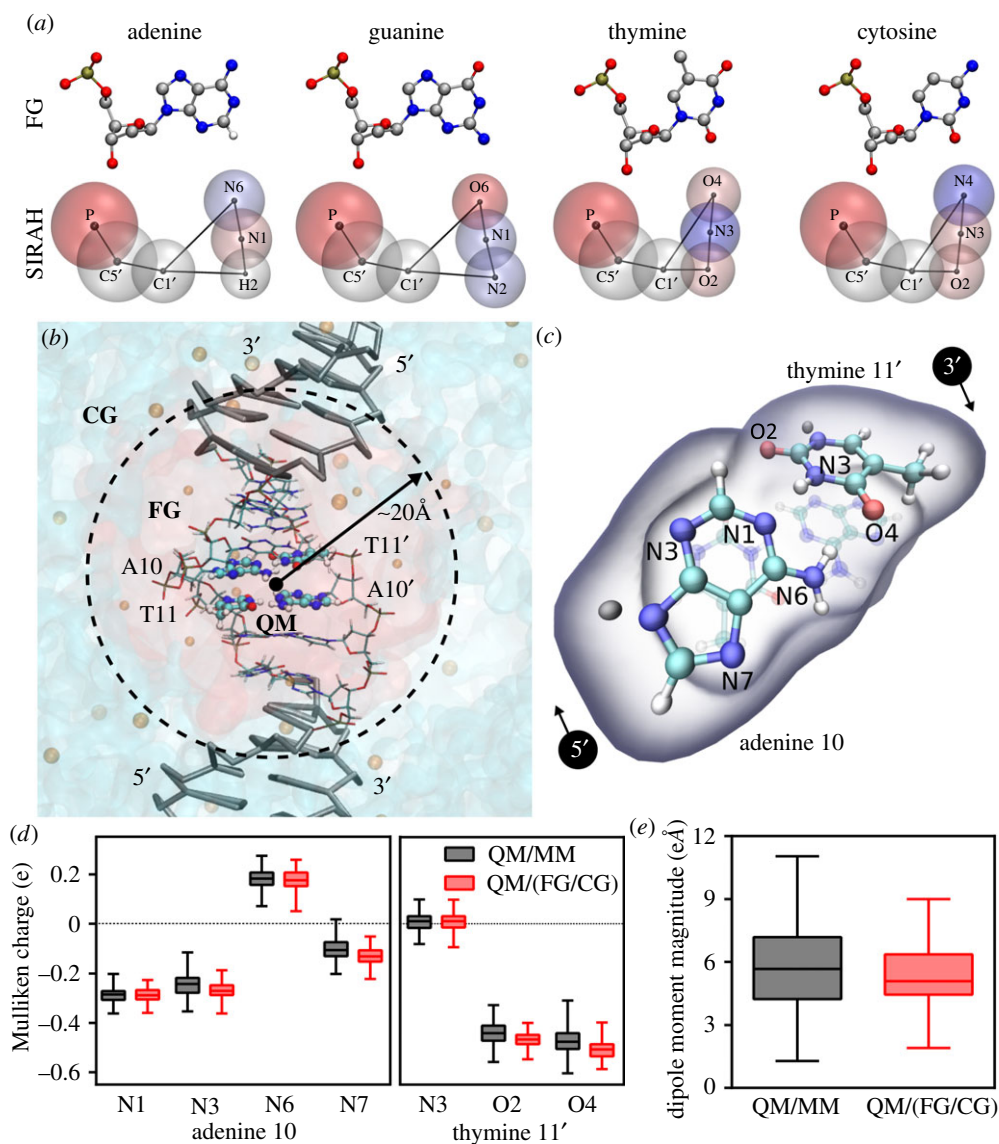 (a)
adenine guanine thymine cytosine
FG
SIRAH
P C5′ C1′ N6 N1 H2
P C5′ C1′ O6 N1 N2
P C5′ C1′ O4 N3 O2
P C5′ C1′ N4 N3 O2
(b)
3′
5′
CG
FG
~20Å
A10
T11′
T11
A10′
QM
5′
3′
(c)
thymine 11′
3′
O2
N3
N1
O4
N3
N6
N7
5′
adenine 10
(d)
Mulliken charge (e)
0.2
0
–0.2
–0.4
–0.6
QM/MM
QM/(FG/CG)
N1 N3 N6 N7
adenine 10
N3 O2 O4
thymine 11′
(e)
dipole moment magnitude (eÅ)
12
9
6
3
0
QM/MM QM/(FG/CG)